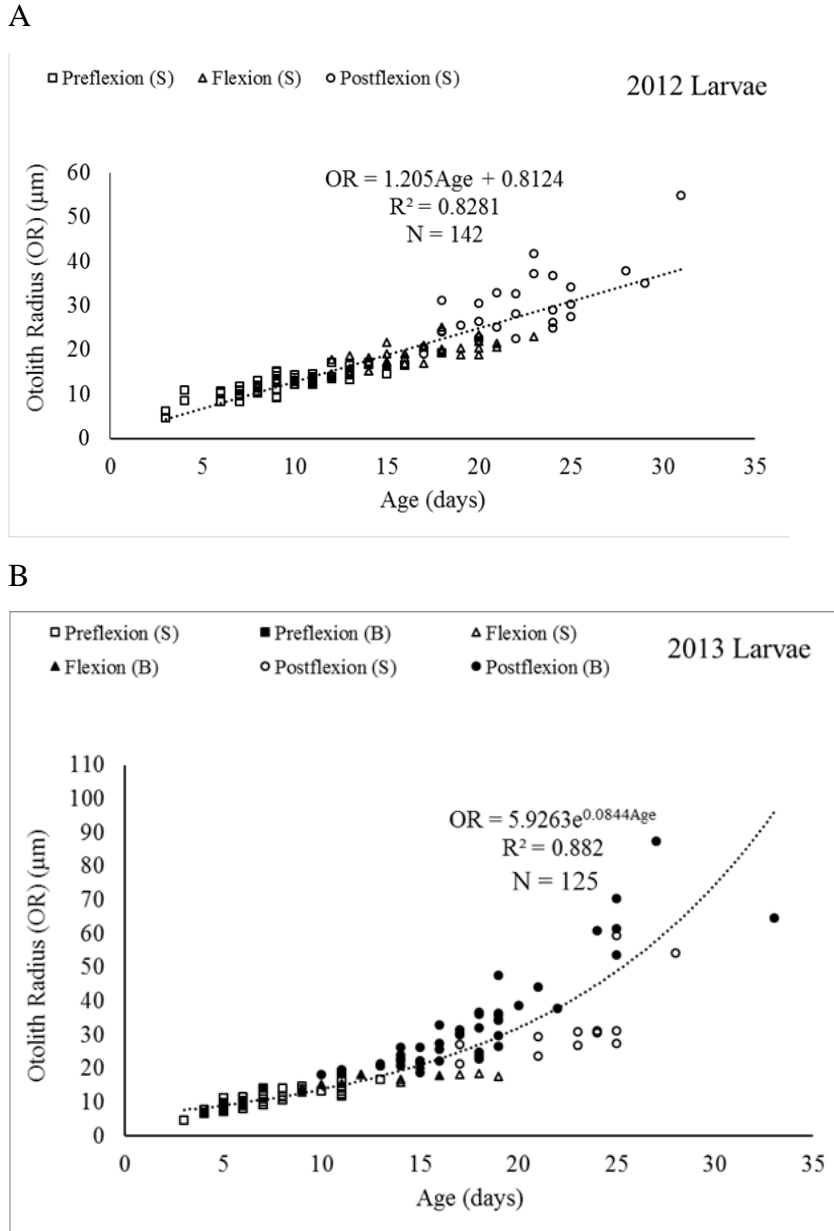 A
Preflexion (S) Flexion (S) Postflexion (S)
2012 Larvae
OR = 1.205Age + 0.8124
R² = 0.8281
N = 142
Otolith Radius (OR) (µm)
60
50
40
30
20
10
0
0 5 10 15 20 25 30 35
Age (days)
B
Preflexion (S) Preflexion (B) Flexion (S)
Flexion (B) Postflexion (S) Postflexion (B)
2013 Larvae
OR = 5.9263e^0.0844Age
R² = 0.882
N = 125
Otolith Radius (OR) (µm)
110
100
90
80
70
60
50
40
30
20
10
0
0 5 10 15 20 25 30 35
Age (days)